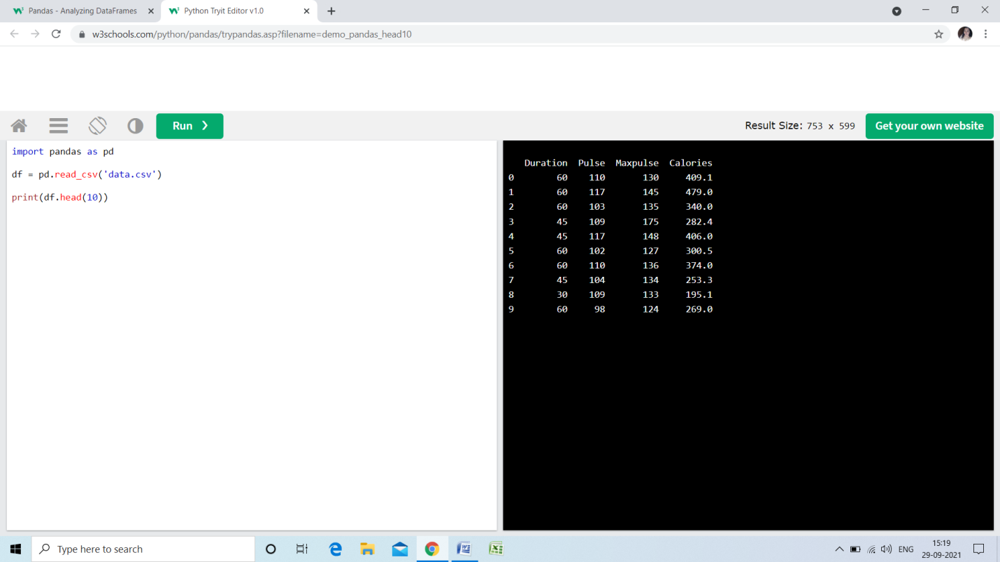 Pandas - Analyzing DataFrames
Python Tryit Editor v1.0
w3schools.com/python/pandas/trypandas.asp?filename=demo_pandas_head10
Run ❯
Result Size: 753 x 599
Get your own website
import pandas as pd
df = pd.read_csv('data.csv')
print(df.head(10))
Duration Pulse Maxpulse Calories
0 60 110 130 409.1
1 60 117 145 479.0
2 60 103 135 340.0
3 45 109 175 282.4
4 45 117 148 406.0
5 60 102 127 300.5
6 60 110 136 374.0
7 45 104 134 253.3
8 30 109 133 195.1
9 60 98 124 269.0
Type here to search
ENG
15:19
29-09-2021